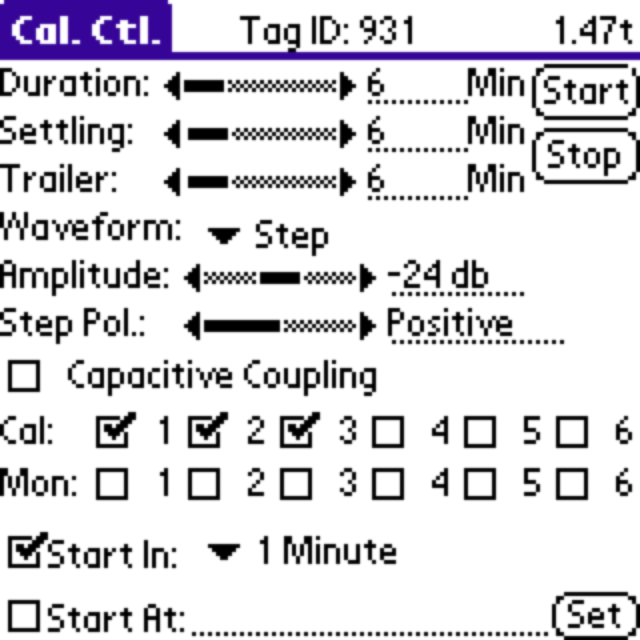 Cal. Ctl. Tag ID: 931 1.47t
Duration: 6 Min Start
Settling: 6 Min
Stop
Trailer: 6 Min
Waveform: Step
Amplitude: -24 db
Step Pol.: Positive
Capacitive Coupling
Cal: 1 2 3 4 5 6
Mon: 1 2 3 4 5 6
Start In: 1 Minute
Start At: Set